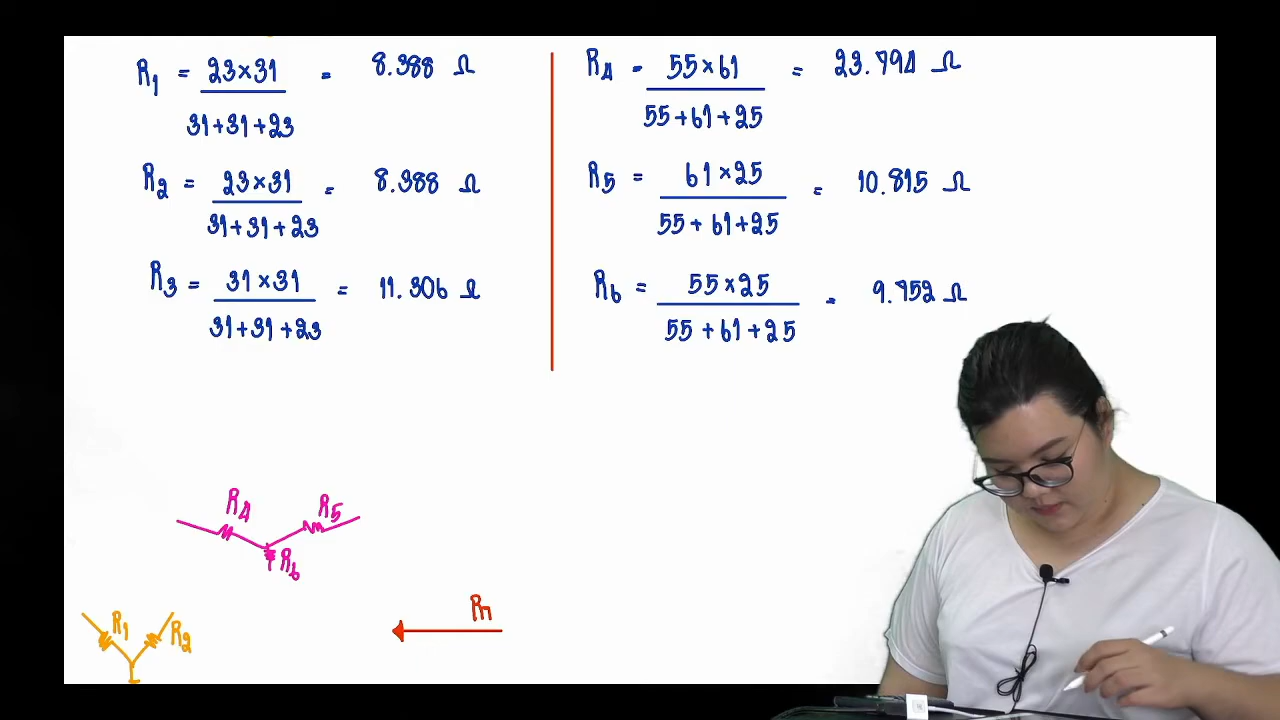 R1 = 23×31 = 8.388 Ω
31+31+23
R2 = 23×31 = 8.388 Ω
31+31+23
R3 = 31×31 = 11.306 Ω
31+31+23
R4 = 55×61 = 23.794 Ω
55+61+25
R5 = 61×25 = 10.815 Ω
55+61+25
R6 = 55×25 = 9.752 Ω
55+61+25
R4
R5
R6
R1
R2